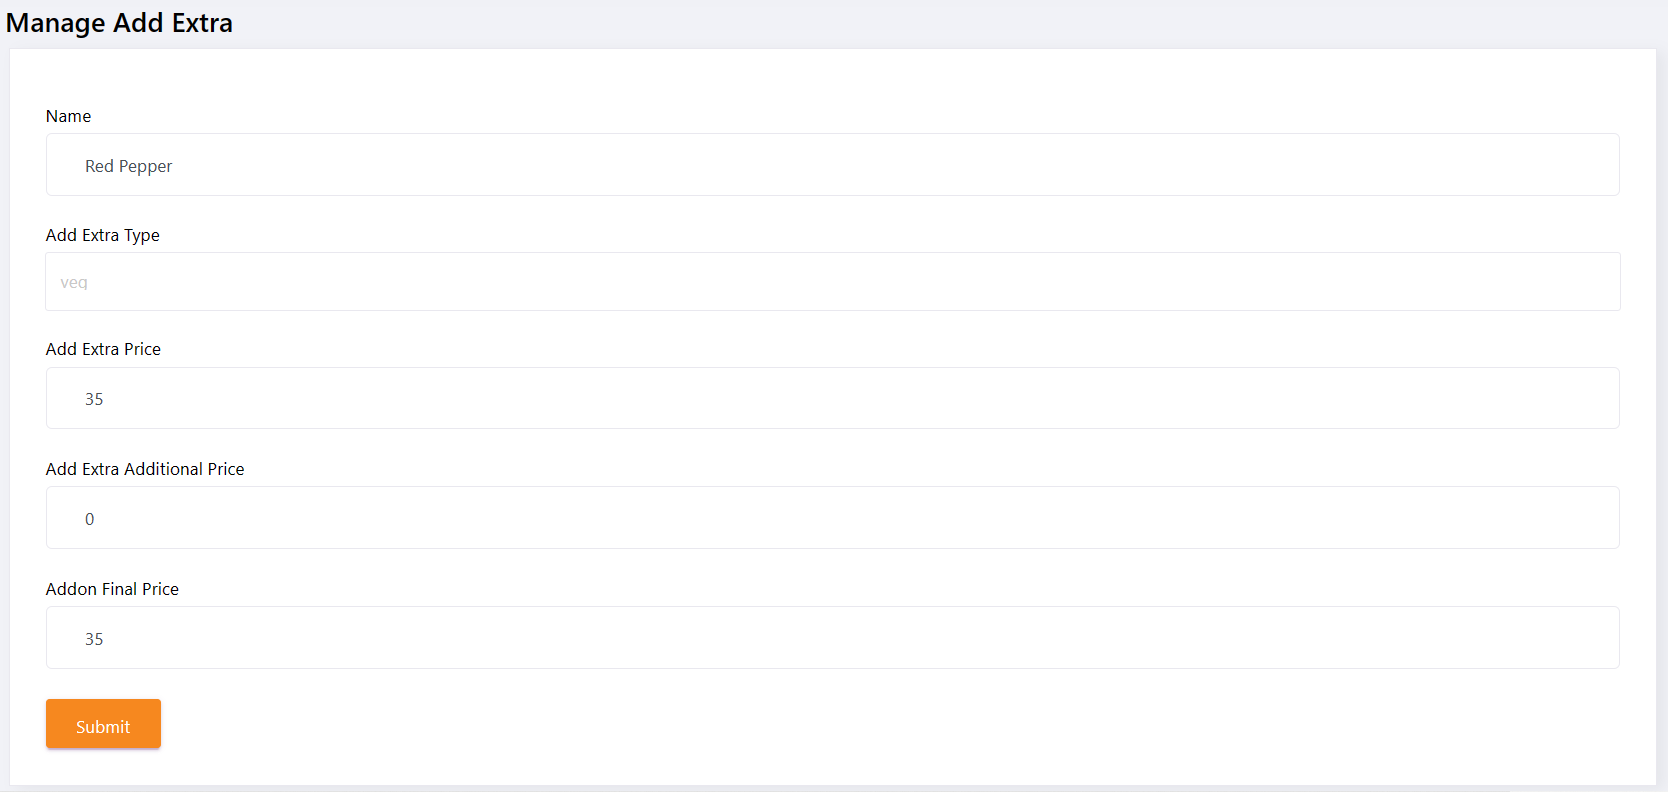 Manage Add Extra
Name
Red Pepper
Add Extra Type
veg
Add Extra Price
35
Add Extra Additional Price
0
Addon Final Price
35
Submit